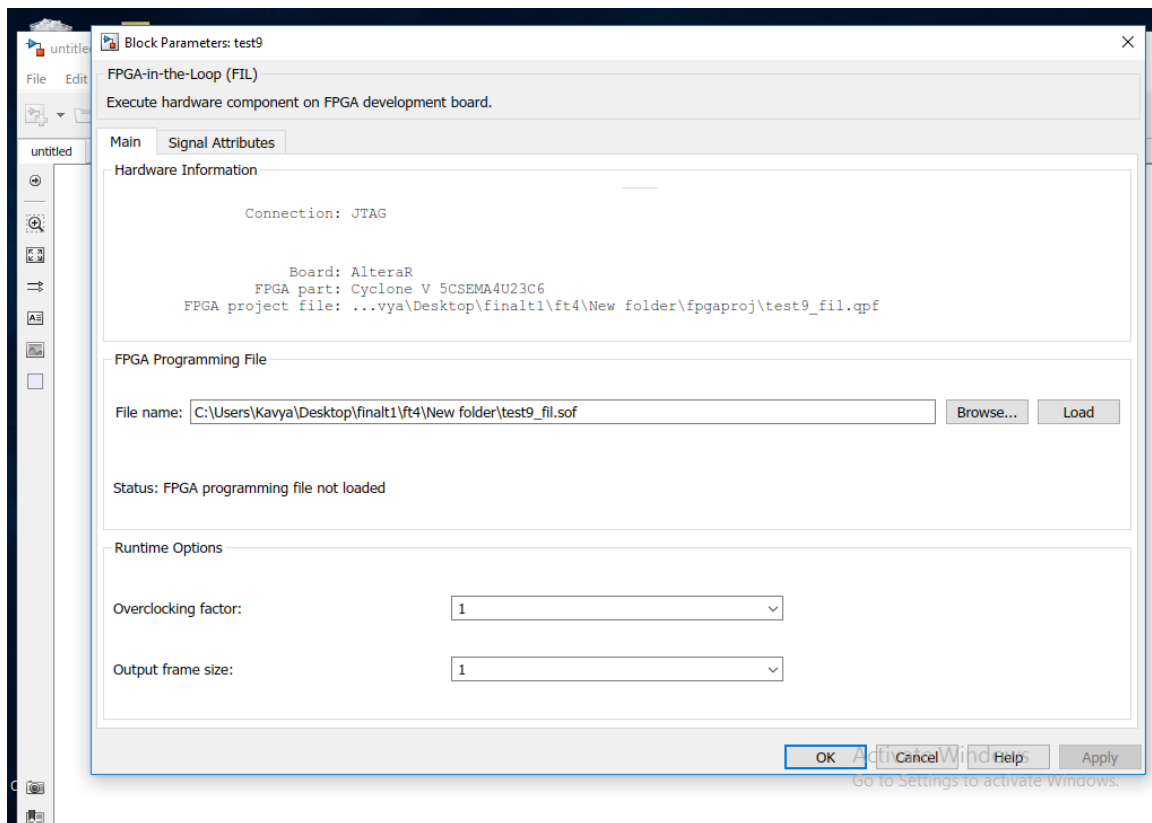 Block Parameters: test9
untitle
File Edit
FPGA-in-the-Loop (FIL)
Execute hardware component on FPGA development board.
untitled
Main Signal Attributes
Hardware Information
Connection: JTAG
Board: AlteraR
FPGA part: Cyclone V 5CSEMA4U23C6
FPGA project file: ...vya\Desktop\finalt1\ft4\New folder\fpgaproj\test9_fil.qpf
FPGA Programming File
File name: C:\Users\Kavya\Desktop\finalt1\ft4\New folder\test9_fil.sof Browse... Load
Status: FPGA programming file not loaded
Runtime Options
Overclocking factor: 1
Output frame size: 1
OK Cancel Help Apply
Activate Windows
Go to Settings to activate Windows.